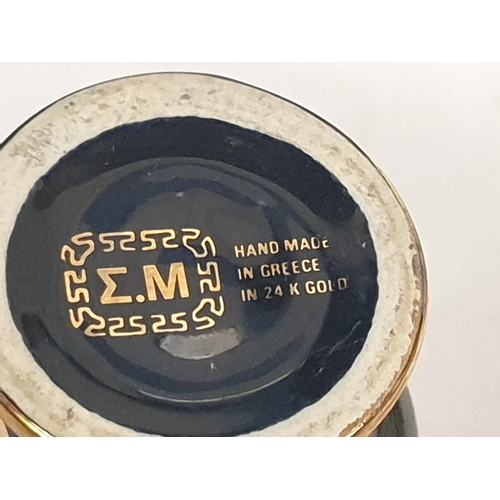 Σ.Μ
HAND MADE
IN GREECE
IN 24 K GOLD